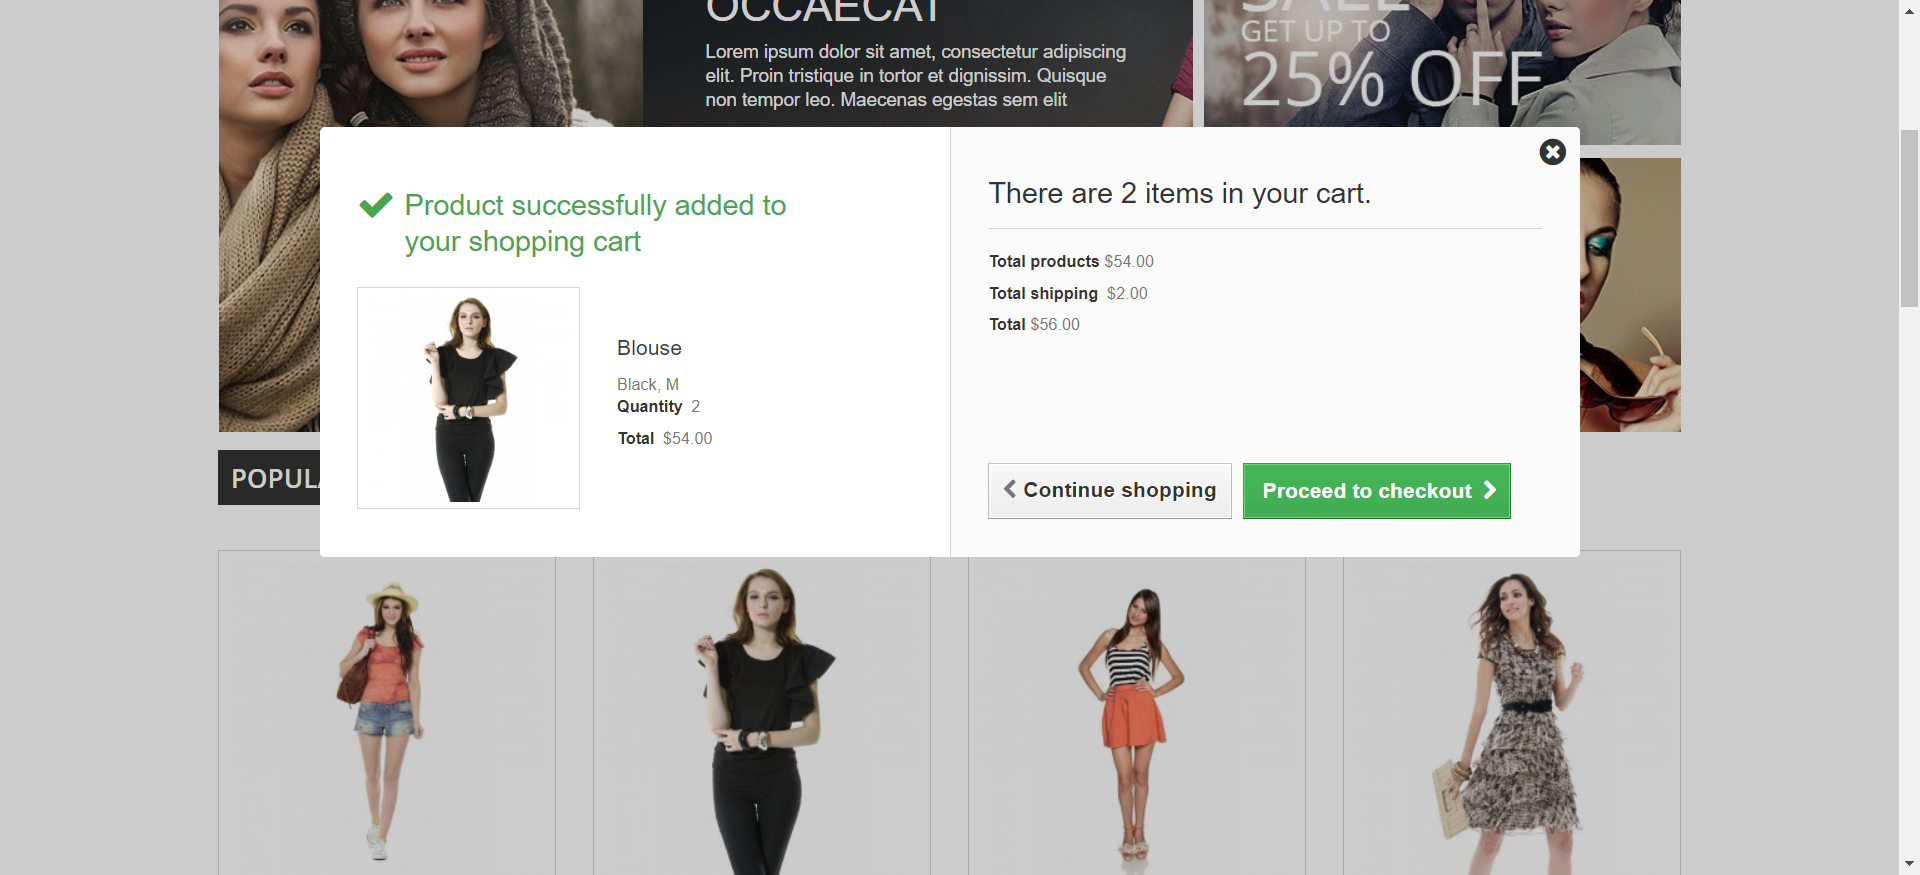 OCCAECAT
Lorem ipsum dolor sit amet, consectetur adipiscing
elit. Proin tristique in tortor et dignissim. Quisque
non tempor leo. Maecenas egestas sem elit
SALE
GET UP TO
25% OFF
Product successfully added to
your shopping cart
Blouse
Black, M
Quantity 2
Total $54.00
There are 2 items in your cart.
Total products $54.00
Total shipping $2.00
Total $56.00
Continue shopping
Proceed to checkout